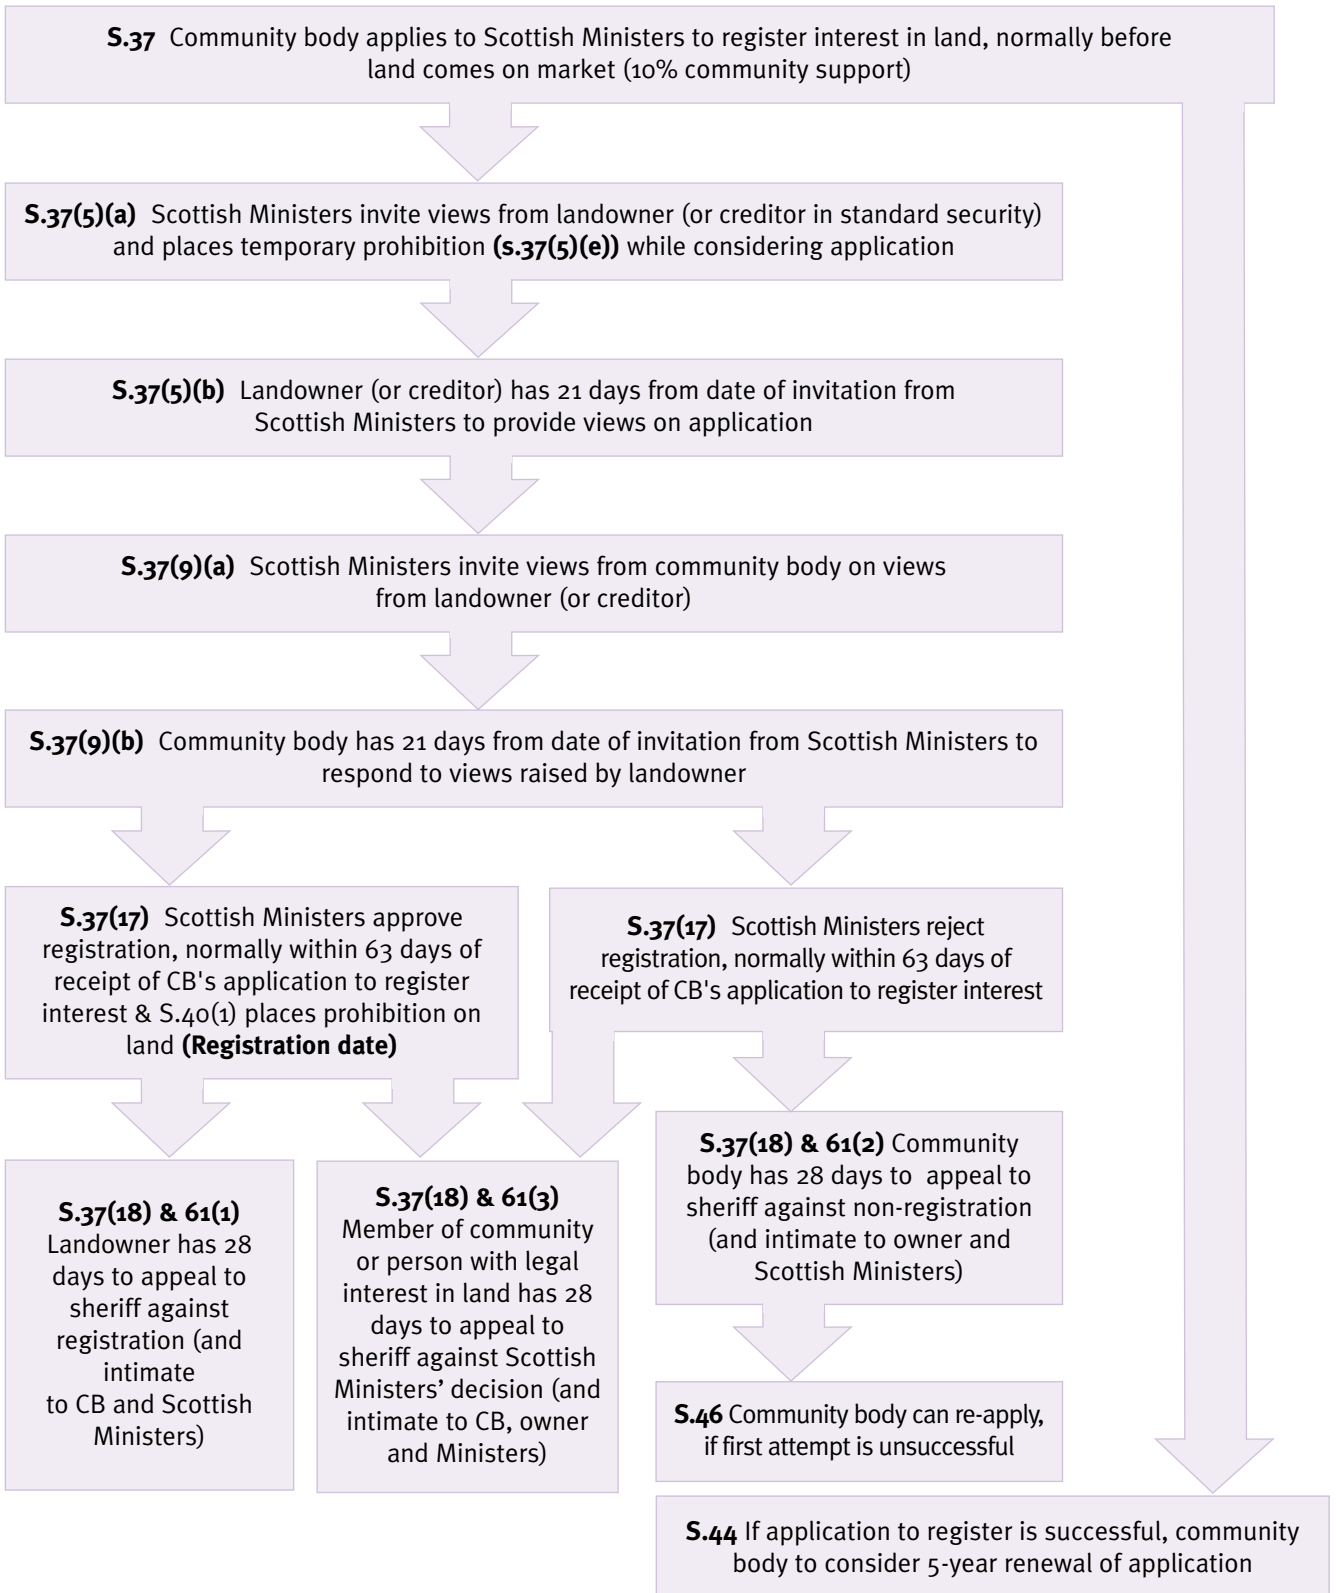 S.37 Community body applies to Scottish Ministers to register interest in land, normally before
land comes on market (10% community support)
S.37(5)(a) Scottish Ministers invite views from landowner (or creditor in standard security)
and places temporary prohibition (s.37(5)(e)) while considering application
S.37(5)(b) Landowner (or creditor) has 21 days from date of invitation from
Scottish Ministers to provide views on application
S.37(9)(a) Scottish Ministers invite views from community body on views
from landowner (or creditor)
S.37(9)(b) Community body has 21 days from date of invitation from Scottish Ministers to
respond to views raised by landowner
S.37(17) Scottish Ministers approve
registration, normally within 63 days of
receipt of CB's application to register
interest & S.40(1) places prohibition on
land (Registration date)
S.37(17) Scottish Ministers reject
registration, normally within 63 days of
receipt of CB's application to register interest
S.37(18) & 61(1)
Landowner has 28
days to appeal to
sheriff against
registration (and
intimate
to CB and Scottish
Ministers)
S.37(18) & 61(3)
Member of community
or person with legal
interest in land has 28
days to appeal to
sheriff against Scottish
Ministers’ decision (and
intimate to CB, owner
and Ministers)
S.37(18) & 61(2) Community
body has 28 days to appeal to
sheriff against non-registration
(and intimate to owner and
Scottish Ministers)
S.46 Community body can re-apply,
if first attempt is unsuccessful
S.44 If application to register is successful, community
body to consider 5-year renewal of application